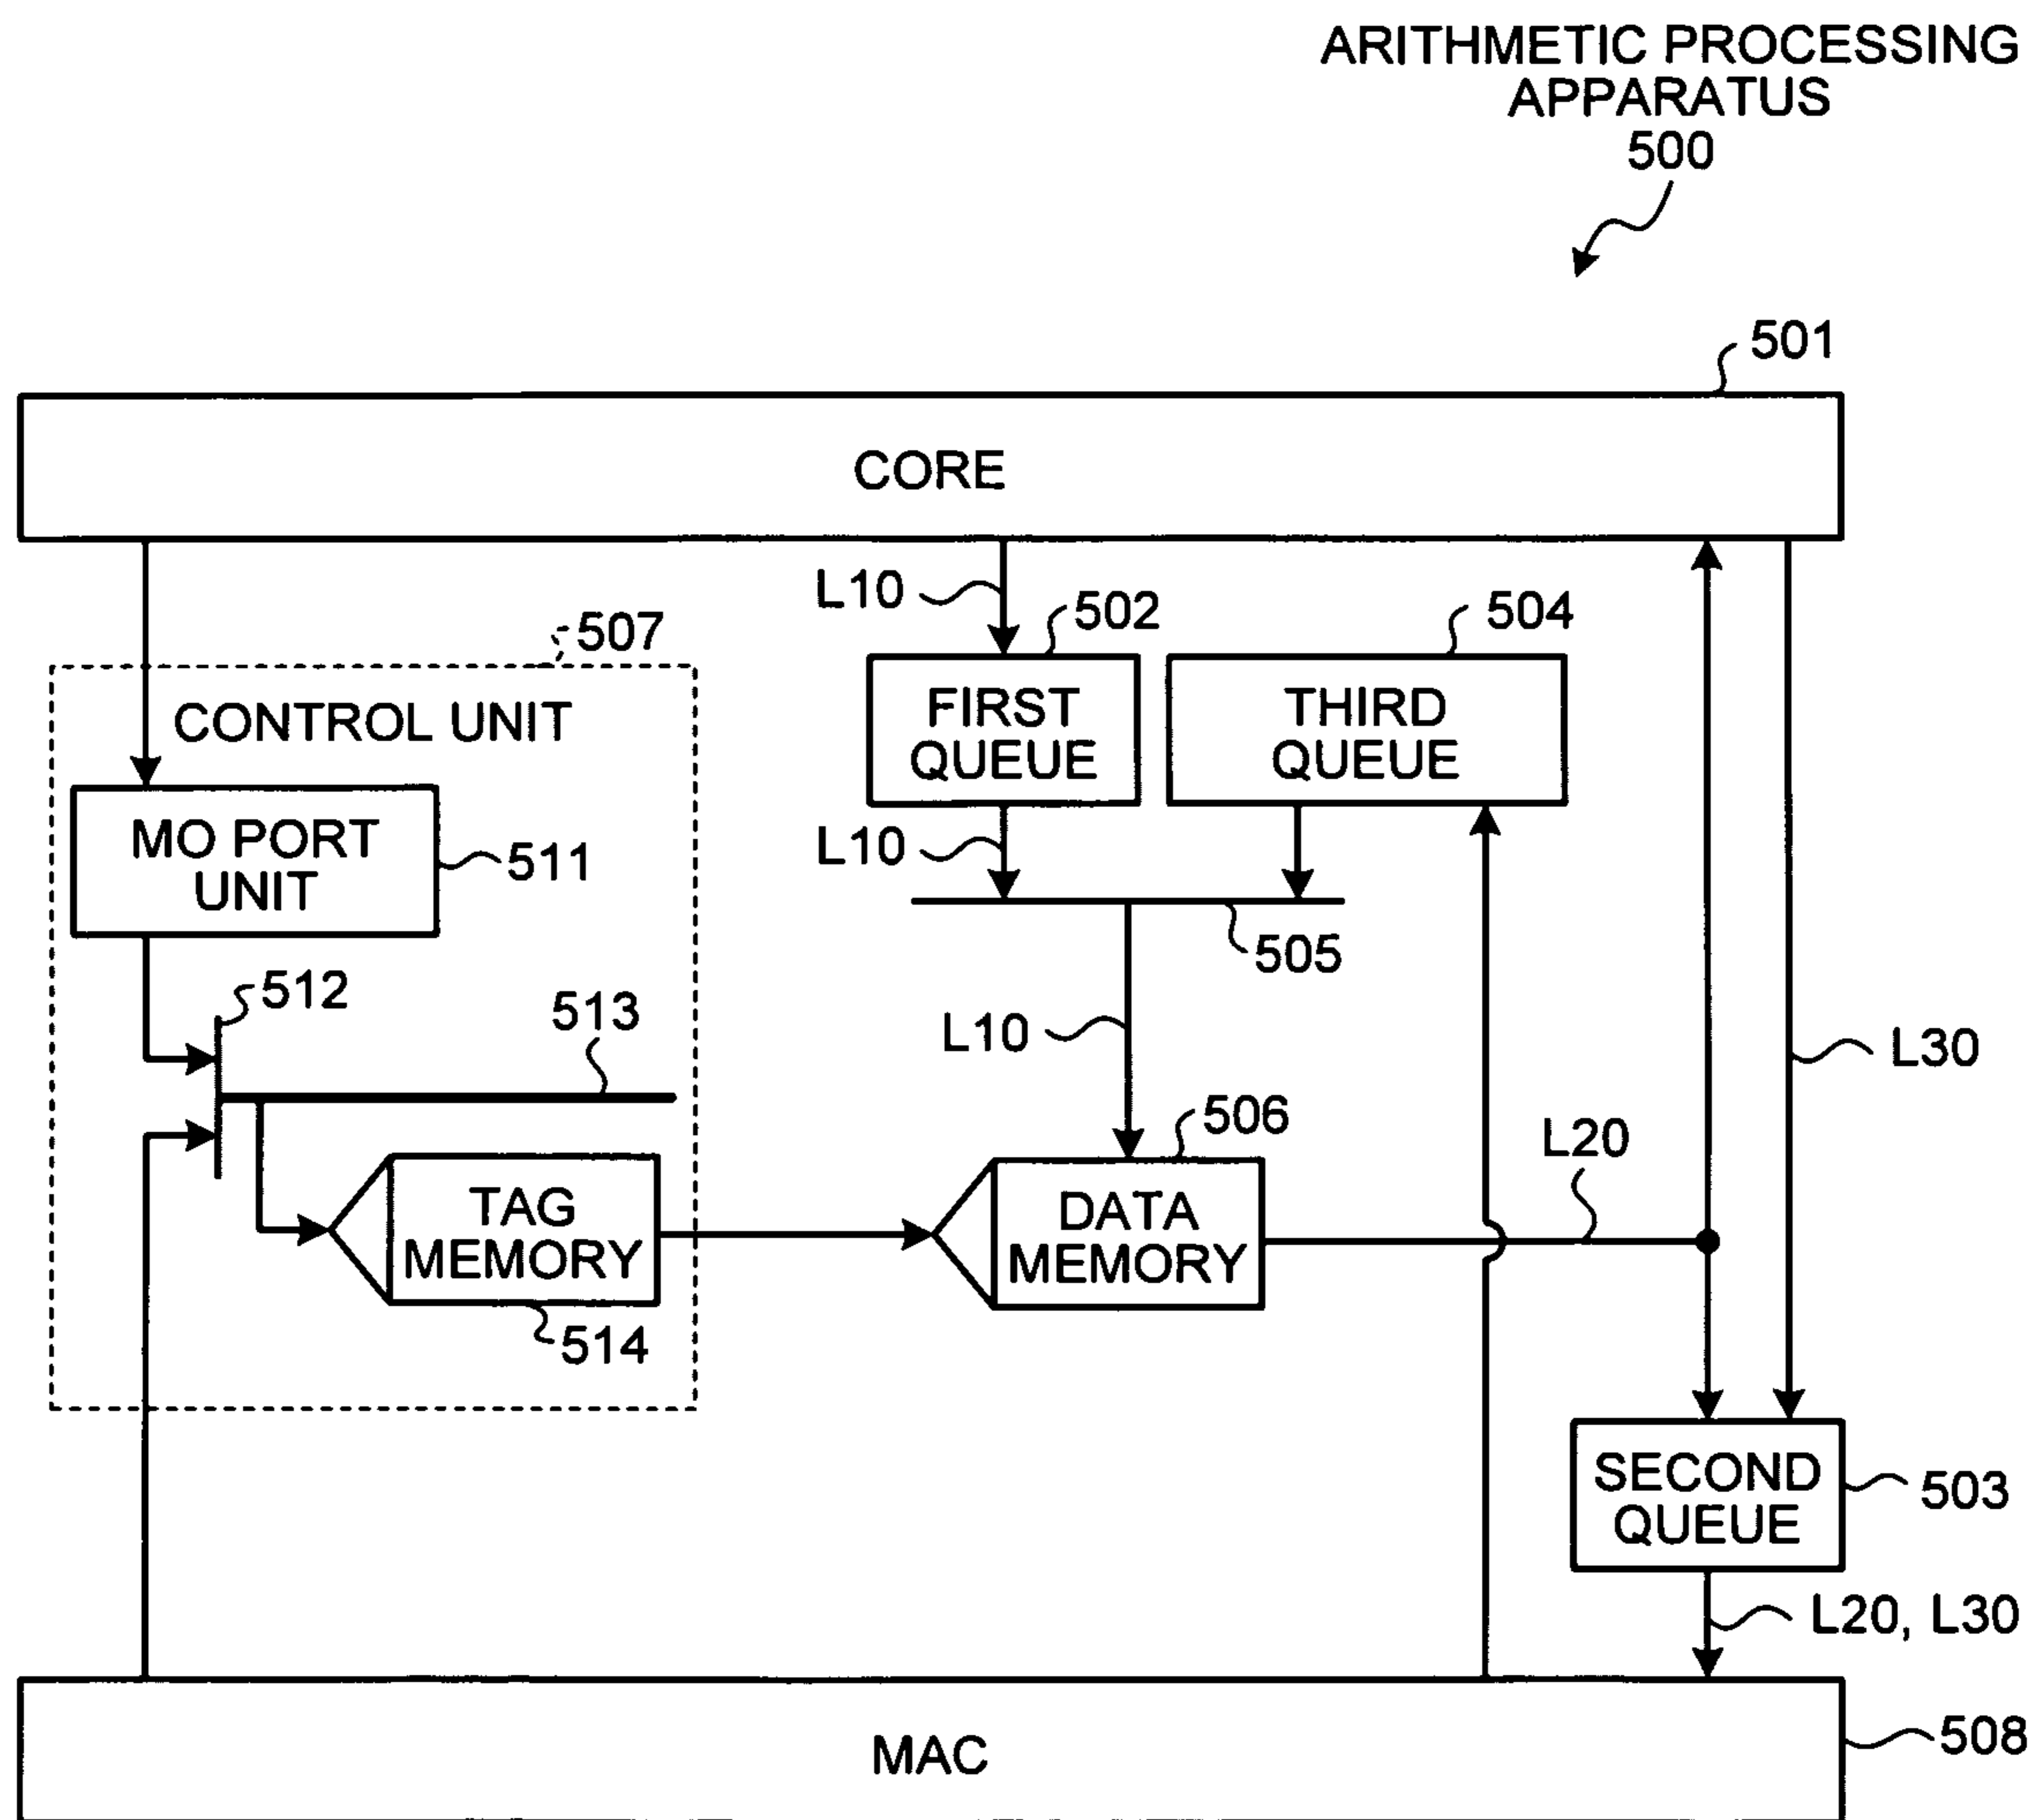 ARITHMETIC PROCESSING
APPARATUS
500
501
CORE
L10
502
504
507
CONTROL UNIT
FIRST
QUEUE
THIRD
QUEUE
MO PORT
UNIT
511
L10
505
512
513
L10
L30
506
L20
TAG
MEMORY
DATA
MEMORY
514
SECOND
QUEUE
503
L20, L30
MAC
508